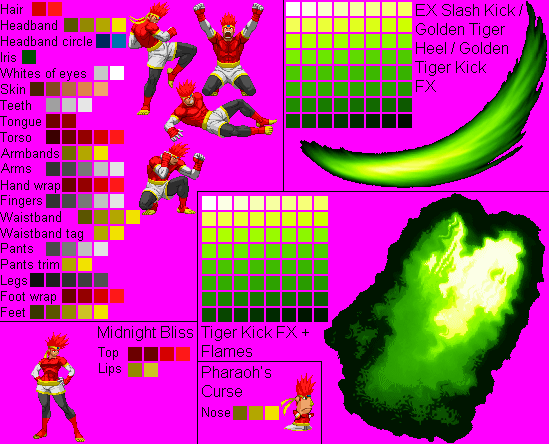 Hair
Headband
Headband circle
Iris
Whites of eyes
Skin
Teeth
Tongue
Torso
Armbands
Arms
Hand wrap
Fingers
Waistband
Waistband tag
Pants
Pants trim
Legs
Foot wrap
Feet
EX Slash Kick /
Golden Tiger
Heel / Golden
Tiger Kick
FX
Midnight Bliss
Top
Lips
Tiger Kick FX +
Flames
Pharaoh's
Curse
Nose